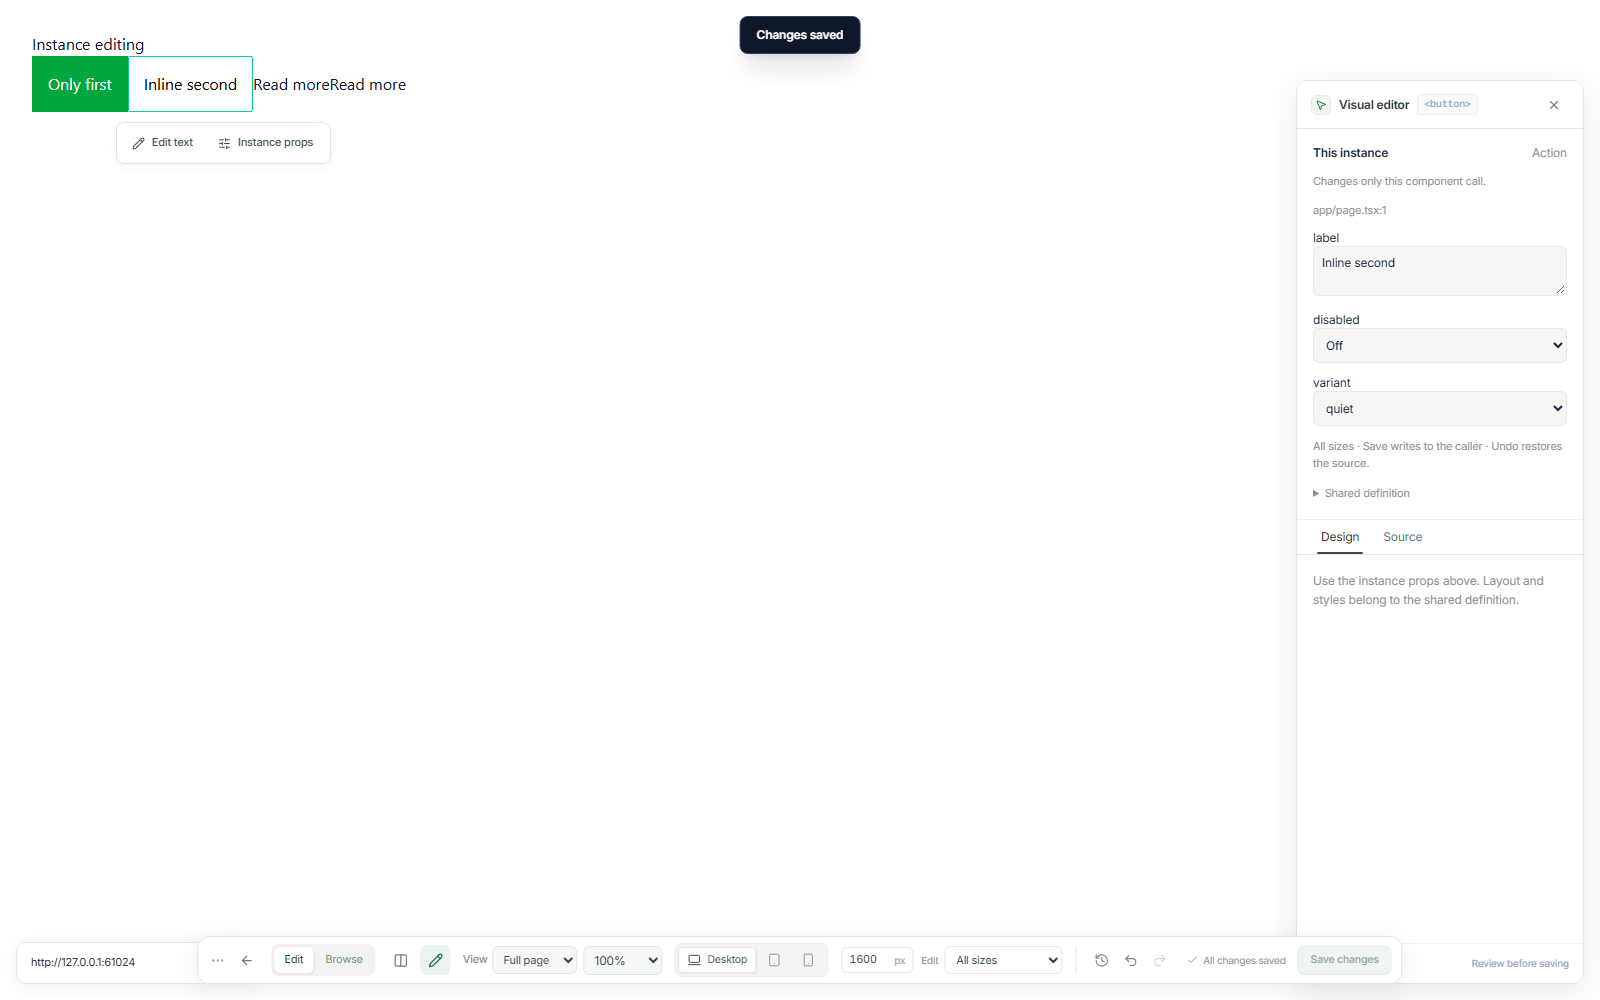 Changes saved
Instance editing
Only first
Inline second
Read moreRead more
Edit text
Instance props
Visual editor
<button>
This instance
Action
Changes only this component call.
app/page.tsx:1
label
Inline second
disabled
Off
variant
quiet
All sizes · Save writes to the caller · Undo restores
the source.
Shared definition
Design
Source
Use the instance props above. Layout and
styles belong to the shared definition.
http://127.0.0.1:61024
Edit
Browse
View
Full page
100%
Desktop
1600
px
Edit
All sizes
All changes saved
Save changes
Review before saving